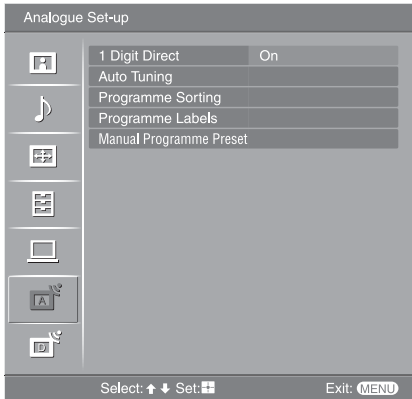 Analogue Set-up
1 Digit Direct On
Auto Tuning
Programme Sorting
Programme Labels
Manual Programme Preset
A
D
Select: Set: Exit: MENU